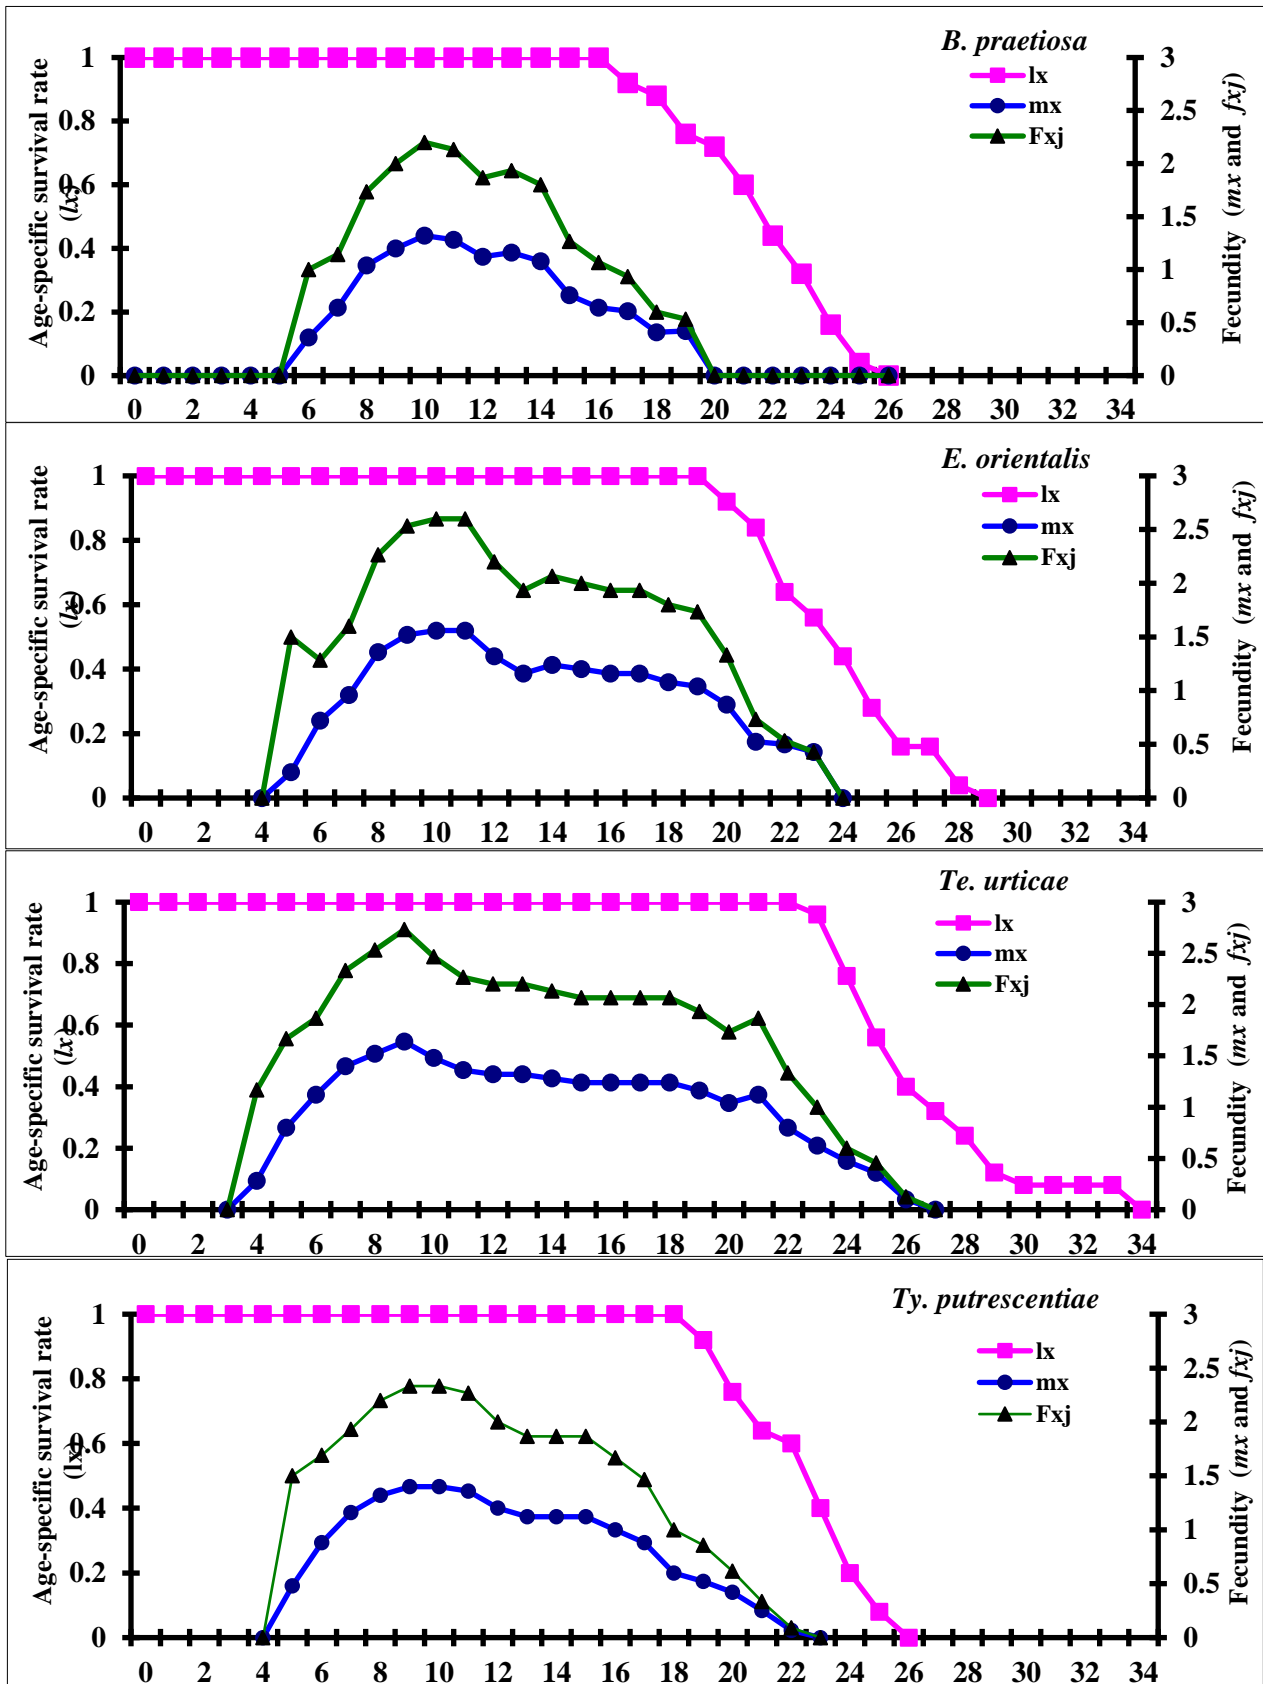 B. praetiosa
lx
mx
Fxj
Age-specific survival rate
(lx)
1
0.8
0.6
0.4
0.2
0
3
2.5
2
1.5
1
0.5
0
Fecundity (mx and fxj)
0 2 4 6 8 10 12 14 16 18 20 22 24 26 28 30 32 34
E. orientalis
lx
mx
Fxj
Age-specific survival rate
(lx)
1
0.8
0.6
0.4
0.2
0
3
2.5
2
1.5
1
0.5
0
Fecundity (mx and fxj)
0 2 4 6 8 10 12 14 16 18 20 22 24 26 28 30 32 34
Te. urticae
lx
mx
Fxj
Age-specific survival rate
(lx)
1
0.8
0.6
0.4
0.2
0
3
2.5
2
1.5
1
0.5
0
Fecundity (mx and fxj)
0 2 4 6 8 10 12 14 16 18 20 22 24 26 28 30 32 34
Ty. putrescentiae
lx
mx
Fxj
Age-specific survival rate
(lx)
1
0.8
0.6
0.4
0.2
0
3
2.5
2
1.5
1
0.5
0
Fecundity (mx and fxj)
0 2 4 6 8 10 12 14 16 18 20 22 24 26 28 30 32 34